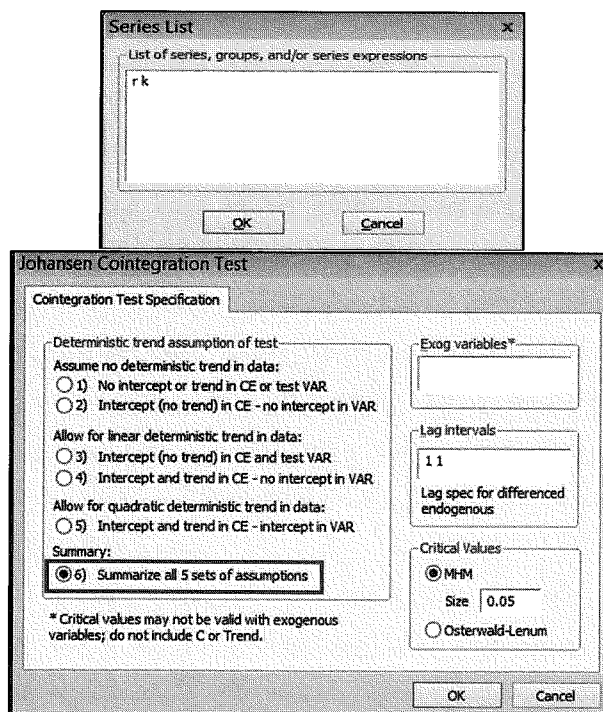 Series List
x
List of series, groups, and/or series expressions
r k
OK
Cancel
Johansen Cointegration Test
x
Cointegration Test Specification
Deterministic trend assumption of test
Assume no deterministic trend in data:
1) No intercept or trend in CE or test VAR
2) Intercept (no trend) in CE - no intercept in VAR
Allow for linear deterministic trend in data:
3) Intercept (no trend) in CE and test VAR
4) Intercept and trend in CE - no intercept in VAR
Allow for quadratic deterministic trend in data:
5) Intercept and trend in CE - intercept in VAR
Summary:
6) Summarize all 5 sets of assumptions
* Critical values may not be valid with exogenous
variables; do not include C or Trend.
Exog variables*
Lag intervals
1 1
Lag spec for differenced
endogenous
Critical Values
MHM
Size 0.05
Osterwald-Lenum
OK
Cancel